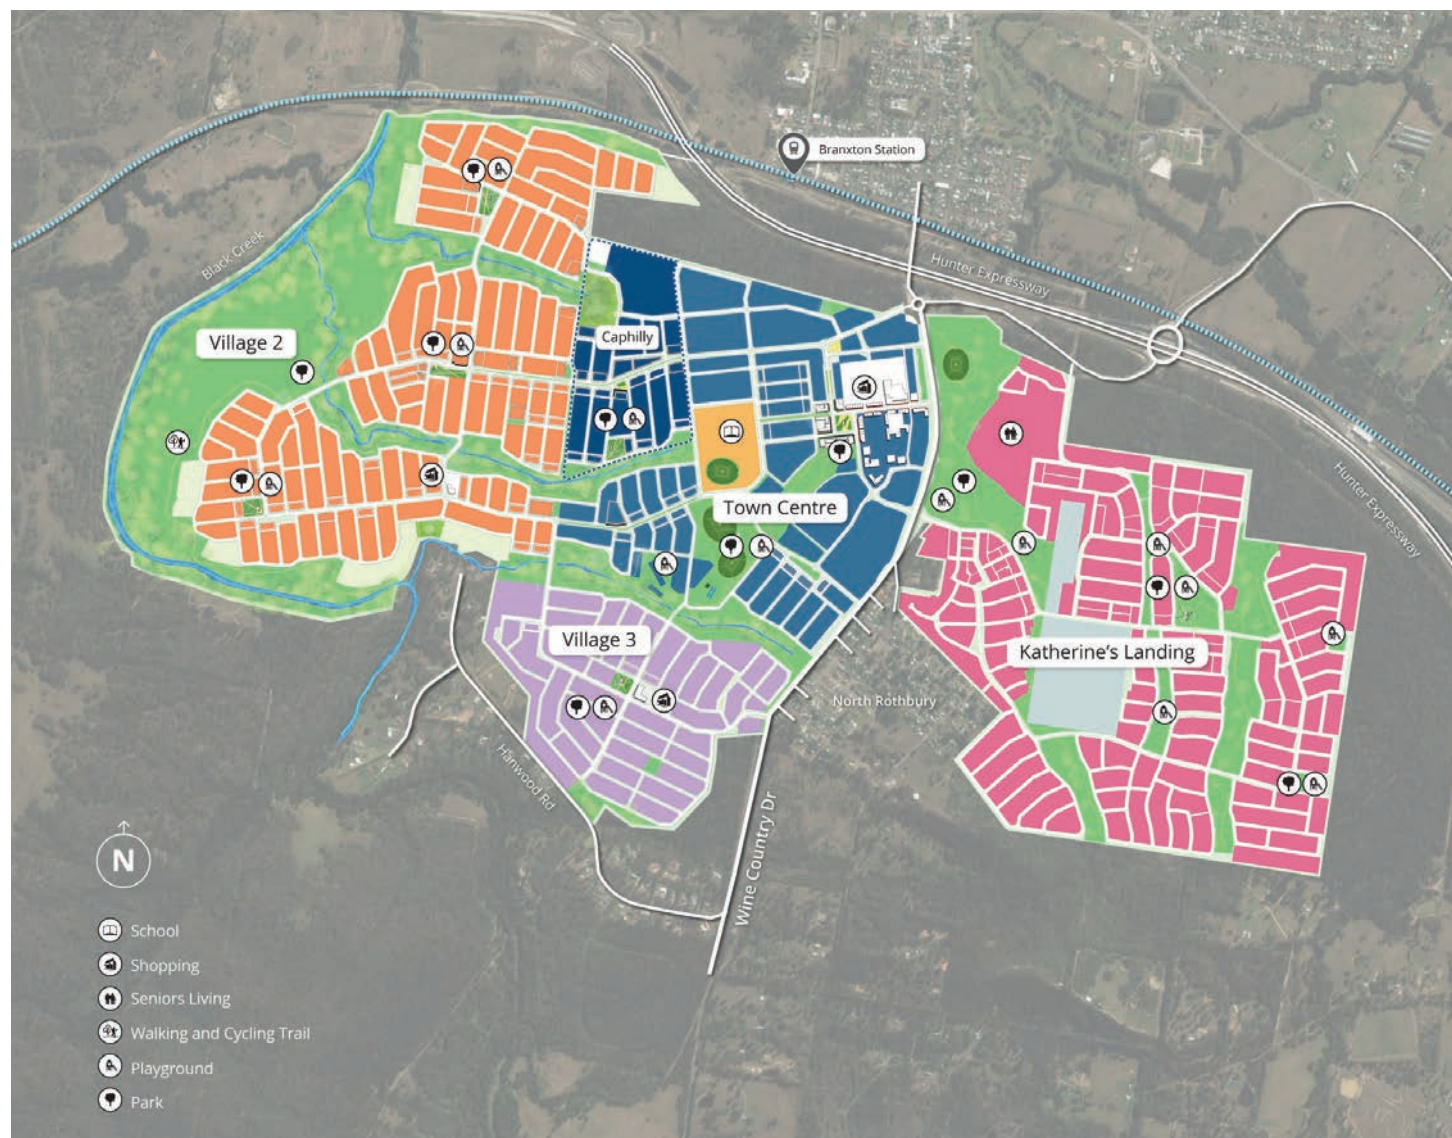 Branxton Station
Black Creek
Hunter Expressway
Caphilly
Village 2
Hunter Expressway
Town Centre
Village 3
Katherine's Landing
North Rothbury
Hanwood Rd
Wine Country Dr
N
School
Shopping
Seniors Living
Walking and Cycling Trail
Playground
Park